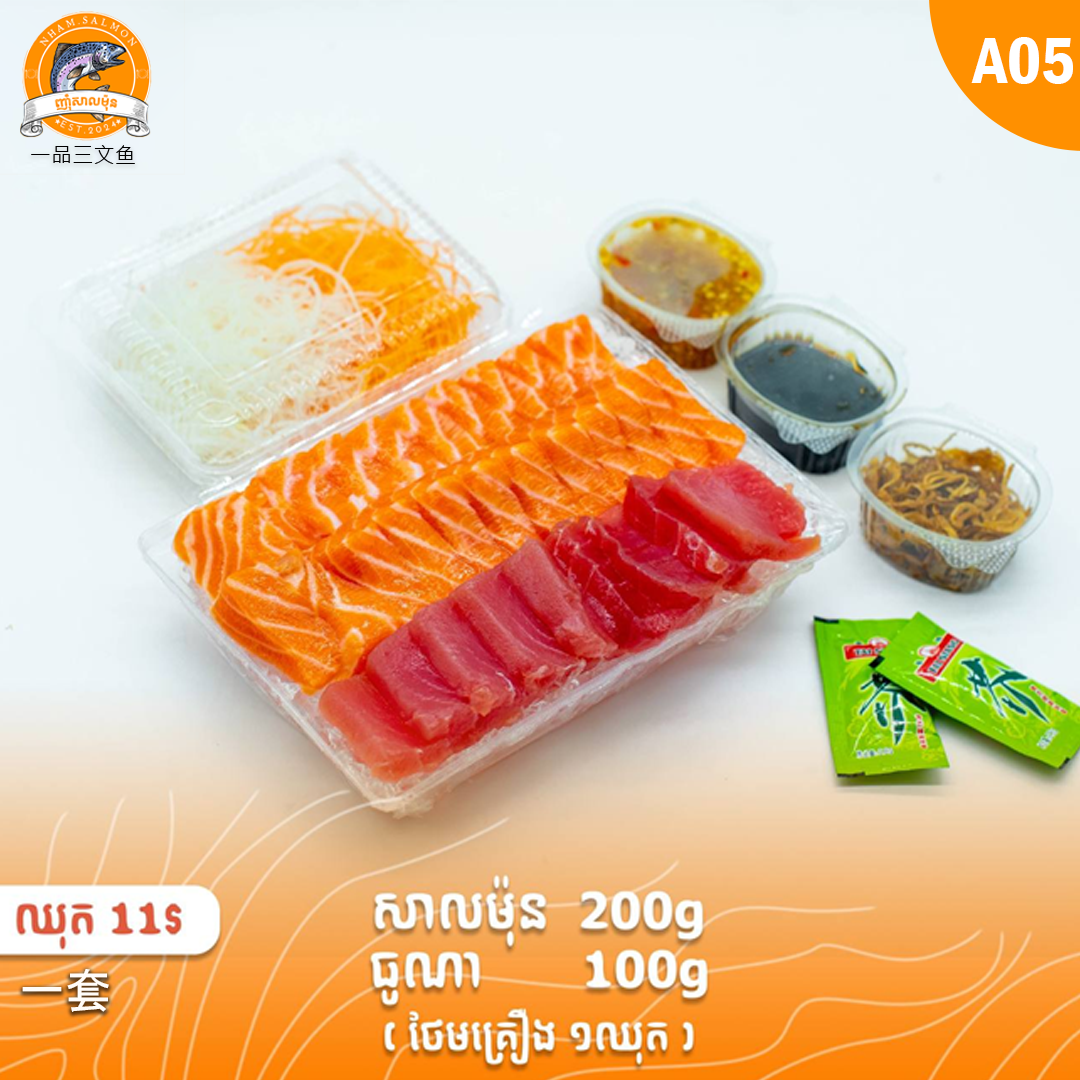 NHAM.SALMON
ញ៉ាំសាលម៉ុន
EST.2024
一品三文鱼
A05
ឈុត 11$
一套
សាលម៉ុន 200g
ធូណា 100g
( ថែមគ្រឿង ១ឈុត )